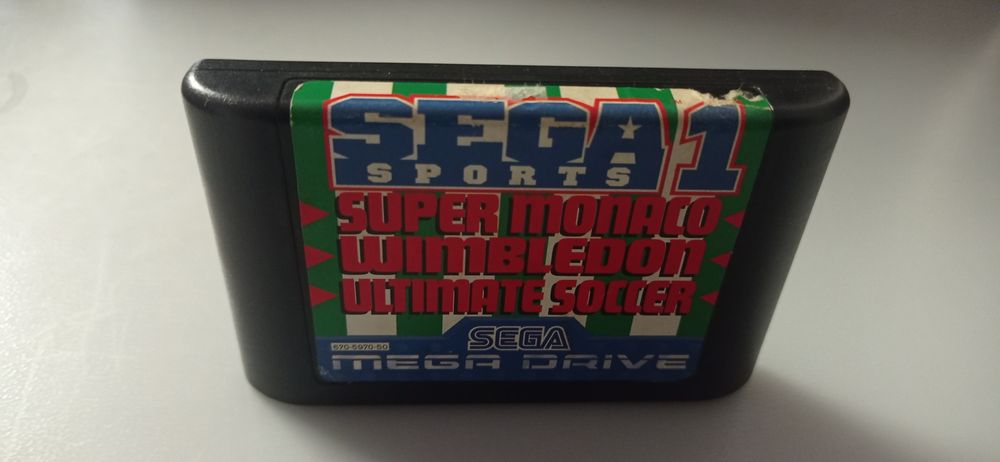 SEGA 1
SPORTS
SUPER MONACO
WIMBLEDON
ULTIMATE SOCCER
SEGA
670-5970-50
MEGA DRIVE